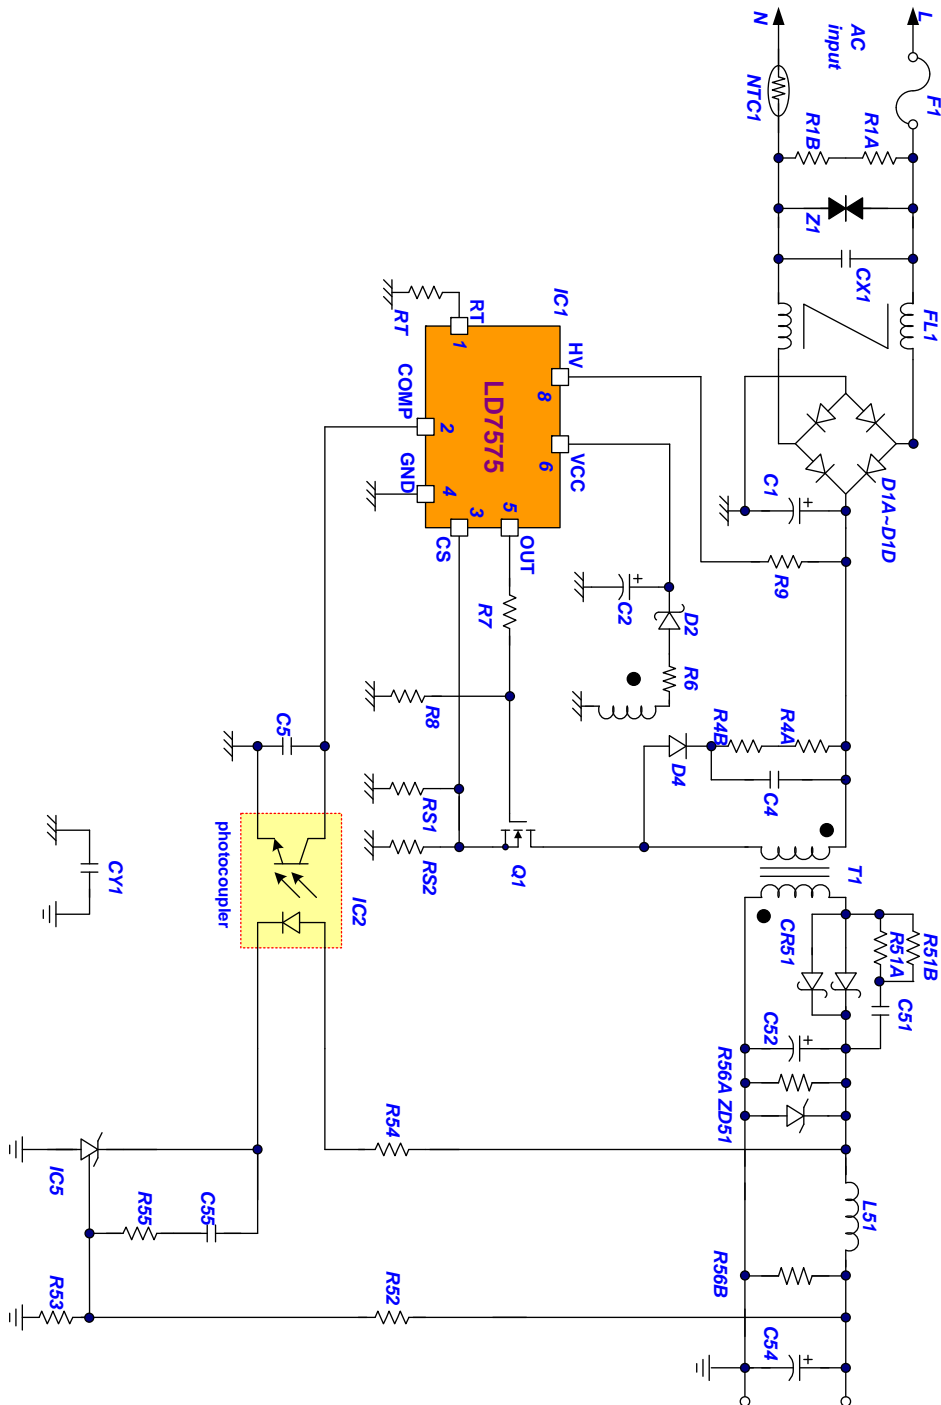 L
F1
AC
input
N
NTC1
R1A
R1B
Z1
CX1
FL1
D1A~D1D
C1
R9
IC1
RT
RT
HV
VCC
COMP
GND
CS
OUT
1
2
3
4
5
6
8
LD7575
C2
D2
R6
R7
R8
R4A
R4B
C4
D4
T1
Q1
RS1
RS2
C5
IC2
photocoupler
CY1
CR51
R51A
R51B
C51
C52
R56A
ZD51
L51
R54
R56B
C54
R52
IC5
R55
C55
R53